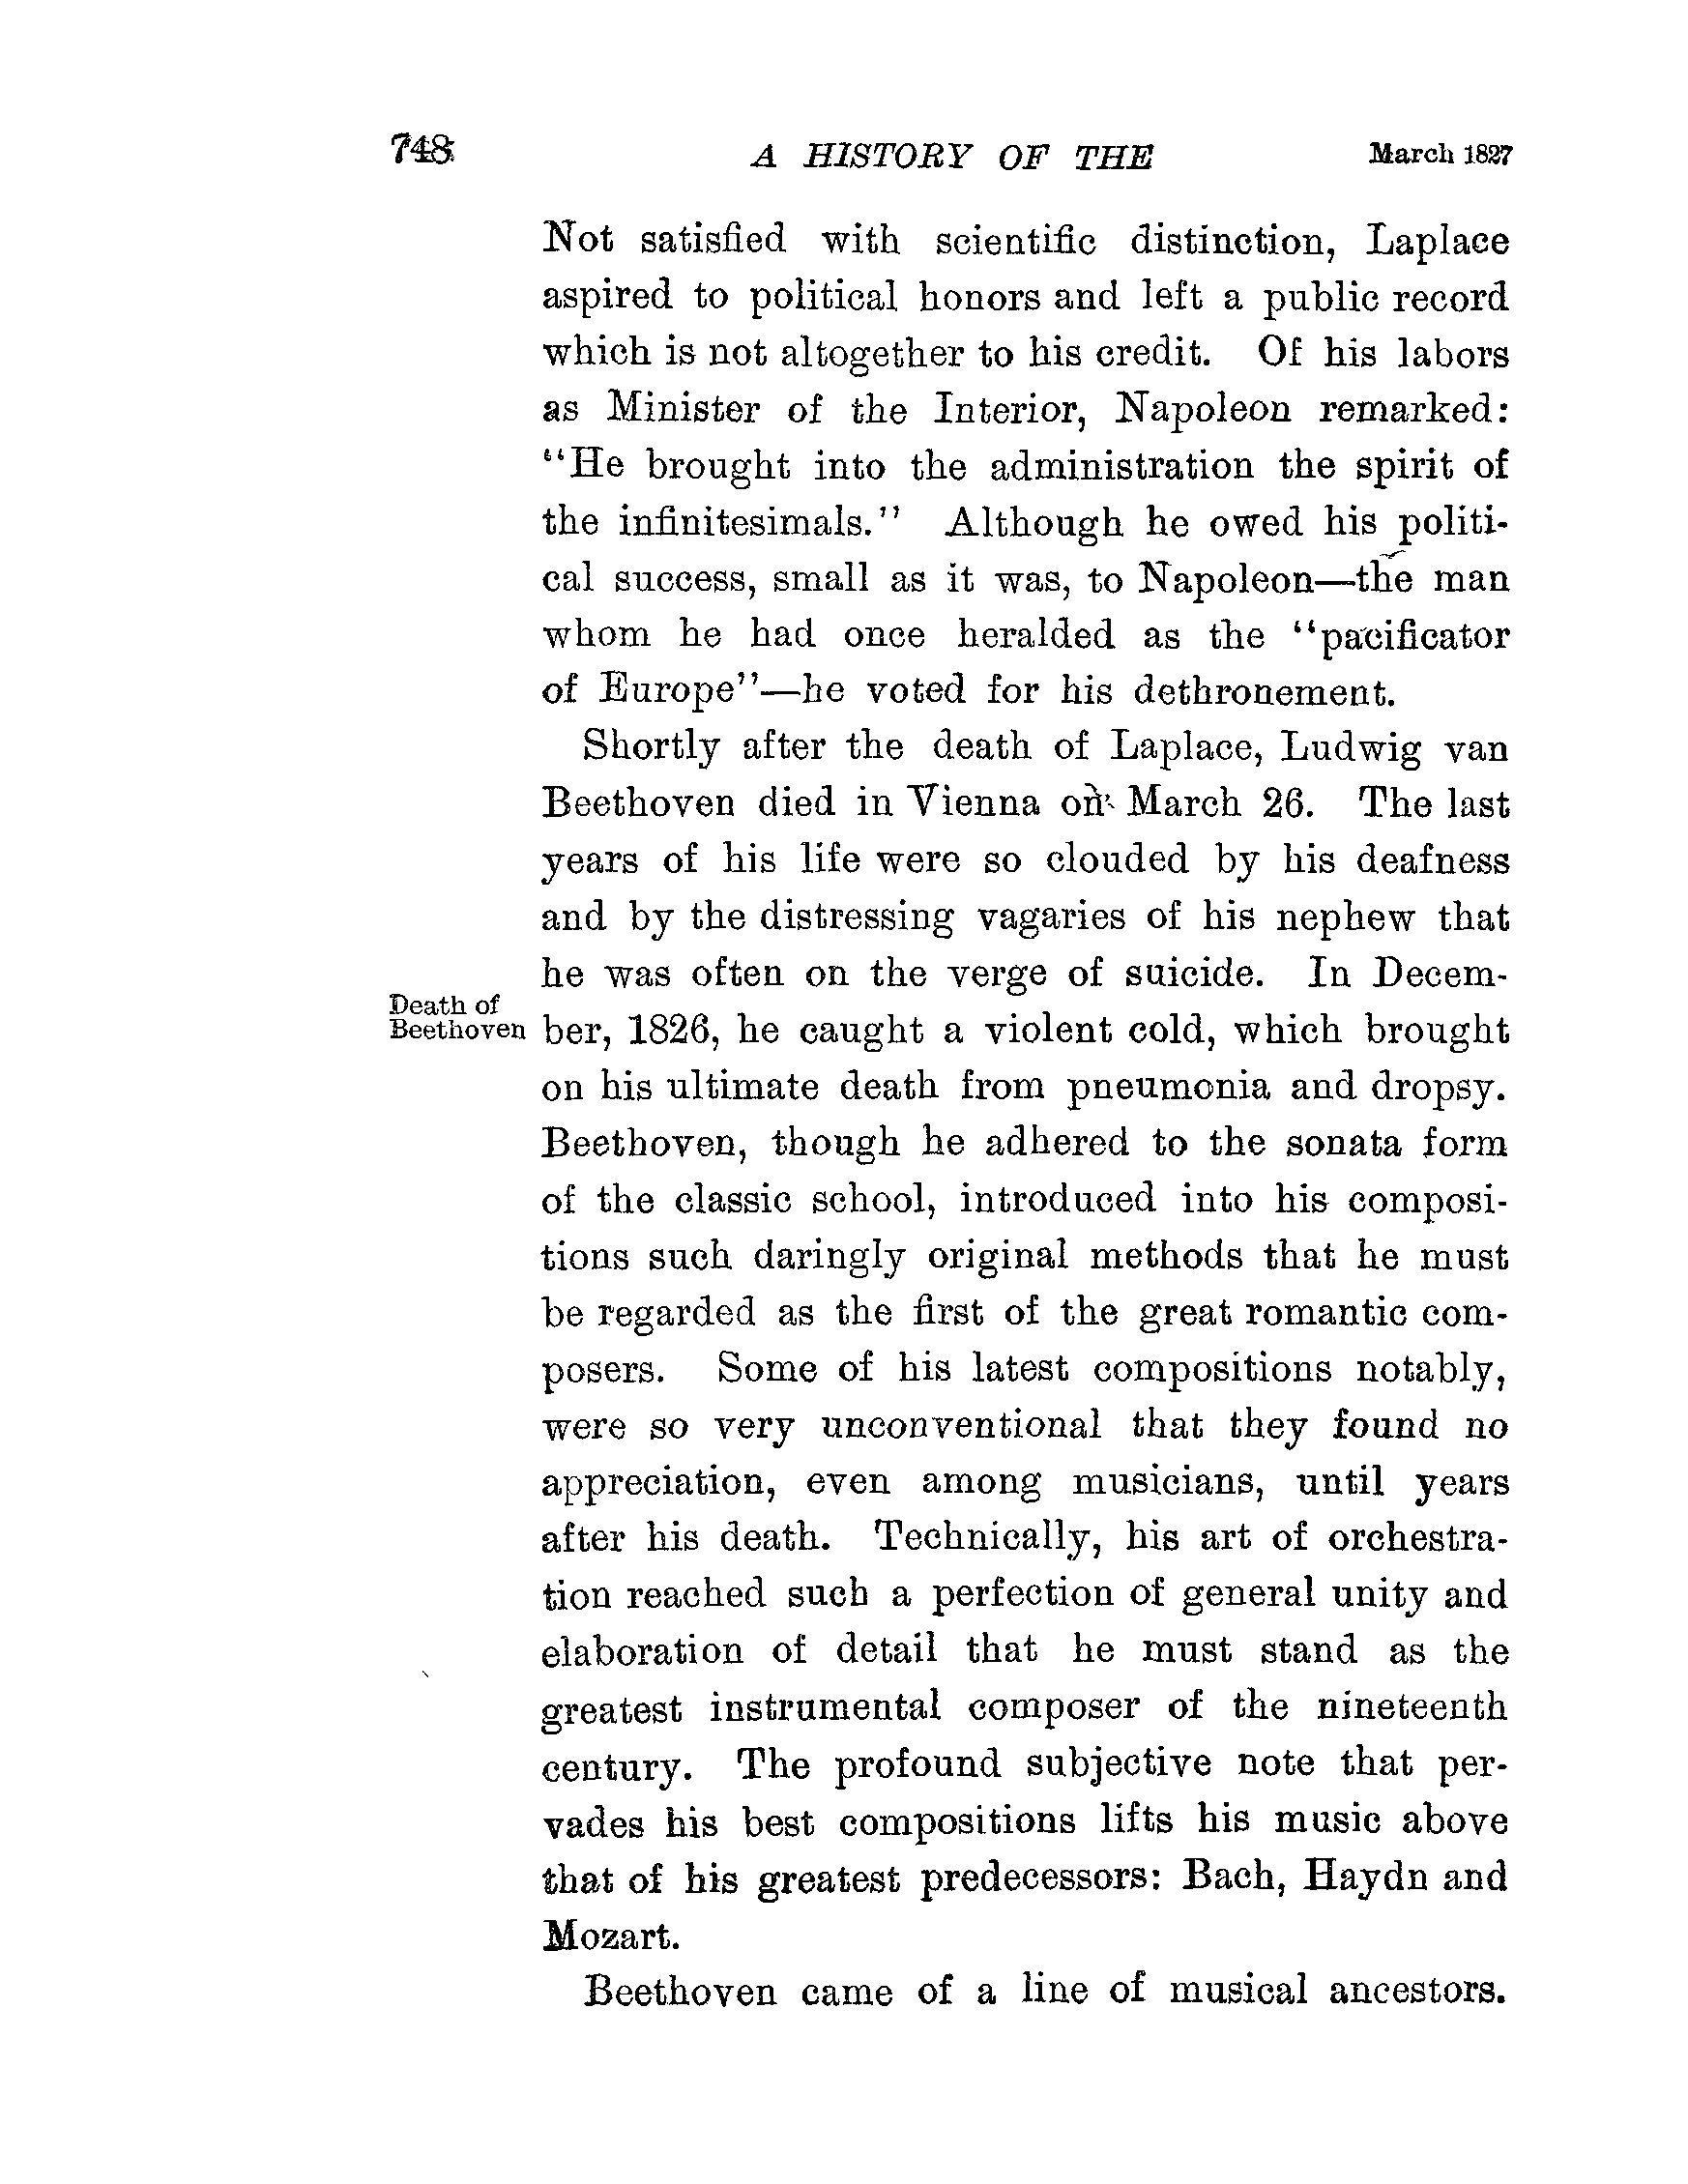 748 A HISTORY OF THE March 1827
Not satisfied with scientific distinction, Laplace
aspired to political honors and left a public record
which is not altogether to his credit. Of his labors
as Minister of the Interior, Napoleon remarked:
"He brought into the administration the spirit of
the infinitesimals." Although he owed his politi-
cal success, small as it was, to Napoleon—the man
whom he had once heralded as the "pacificator
of Europe"—he voted for his dethronement.
Shortly after the death of Laplace, Ludwig van
Beethoven died in Vienna on March 26. The last
years of his life were so clouded by his deafness
and by the distressing vagaries of his nephew that
he was often on the verge of suicide. In Decem-
Death of
Beethoven
ber, 1826, he caught a violent cold, which brought
on his ultimate death from pneumonia and dropsy.
Beethoven, though he adhered to the sonata form
of the classic school, introduced into his composi-
tions such daringly original methods that he must
be regarded as the first of the great romantic com-
posers. Some of his latest compositions notably,
were so very unconventional that they found no
appreciation, even among musicians, until years
after his death. Technically, his art of orchestra-
tion reached such a perfection of general unity and
elaboration of detail that he must stand as the
greatest instrumental composer of the nineteenth
century. The profound subjective note that per-
vades his best compositions lifts his music above
that of his greatest predecessors: Bach, Haydn and
Mozart.
Beethoven came of a line of musical ancestors.